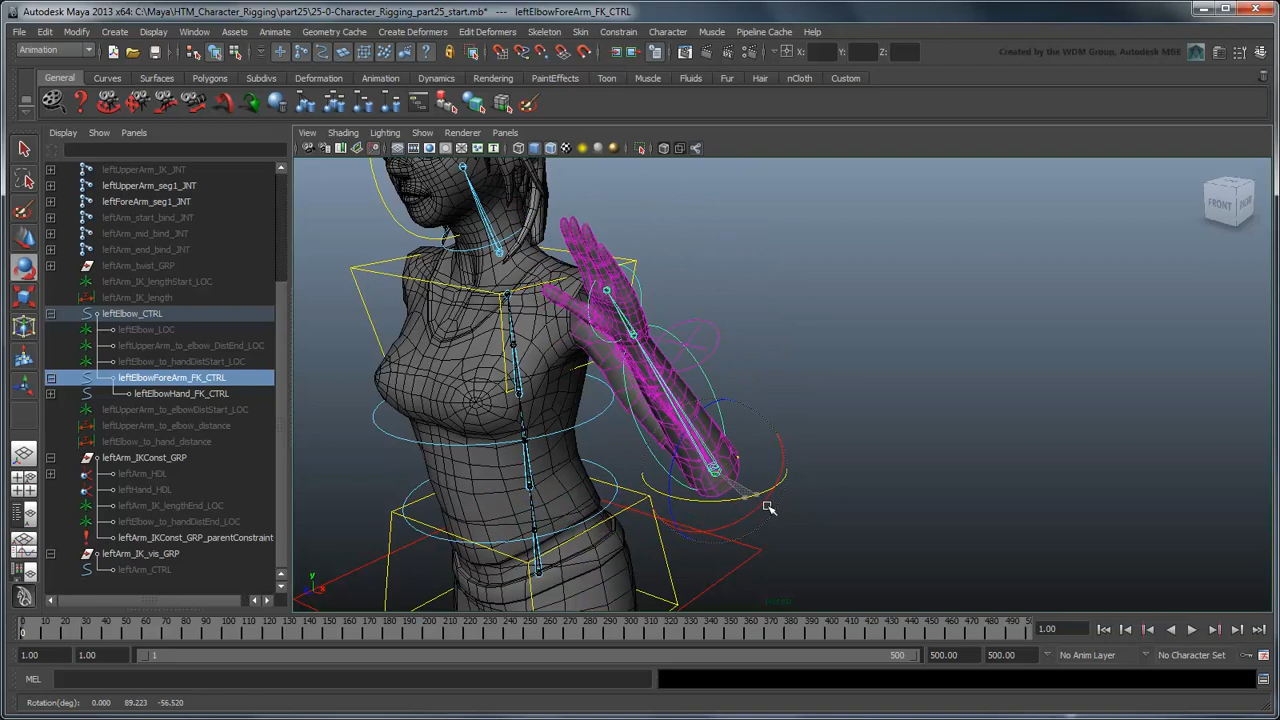 Autodesk Maya 2013 x64: C:\Maya\HTM_Character_Rigging\part25\25-0-Character_Rigging_part25_start.mb* --- leftElbowForeArm_FK_CTRL
File Edit Modify Create Display Window Assets Animate Geometry Cache Create Deformers Edit Deformers Skeleton Skin Constrain Character Muscle Pipeline Cache Help
Animation X: Y: Z: Created by the WDM Group, Autodesk M&E
General Curves Surfaces Polygons Subdivs Deformation Animation Dynamics Rendering PaintEffects Toon Muscle Fluids Fur Hair nCloth Custom
Display Show Panels
View Shading Lighting Show Renderer Panels
leftUpperArm_IK_JNT
leftUpperArm_seg1_JNT
leftForeArm_seg1_JNT
leftArm_start_bind_JNT
leftArm_mid_bind_JNT
leftArm_end_bind_JNT
leftArm_twist_GRP
leftArm_IK_lengthStart_LOC
leftArm_IK_length
leftElbow_CTRL
leftElbow_LOC
leftUpperArm_to_elbow_DistEnd_LOC
leftElbow_to_handDistStart_LOC
leftElbowForeArm_FK_CTRL
leftElbowHand_FK_CTRL
leftUpperArm_to_elbowDistStart_LOC
leftUpperArm_to_elbow_distance
leftElbow_to_hand_distance
leftArm_IKConst_GRP
leftArm_HDL
leftHand_HDL
leftArm_IK_lengthEnd_LOC
leftElbow_to_handDistEnd_LOC
leftArm_IKConst_GRP_parentConstraint
leftArm_IK_vis_GRP
leftArm_CTRL
FRONT
y
x
0 10 20 30 40 50 60 70 80 90 100 110 120 130 140 150 160 170 180 190 200 210 220 230 240 250 260 270 280 290 300 310 320 330 340 350 360 370 380 390 400 410 420 430 440 450 460 470 480 490 50
0
1.00
1.00 1.00 1 500 500.00 500.00 No Anim Layer No Character Set
MEL
Rotation(deg): 0.000 89.223 -56.520